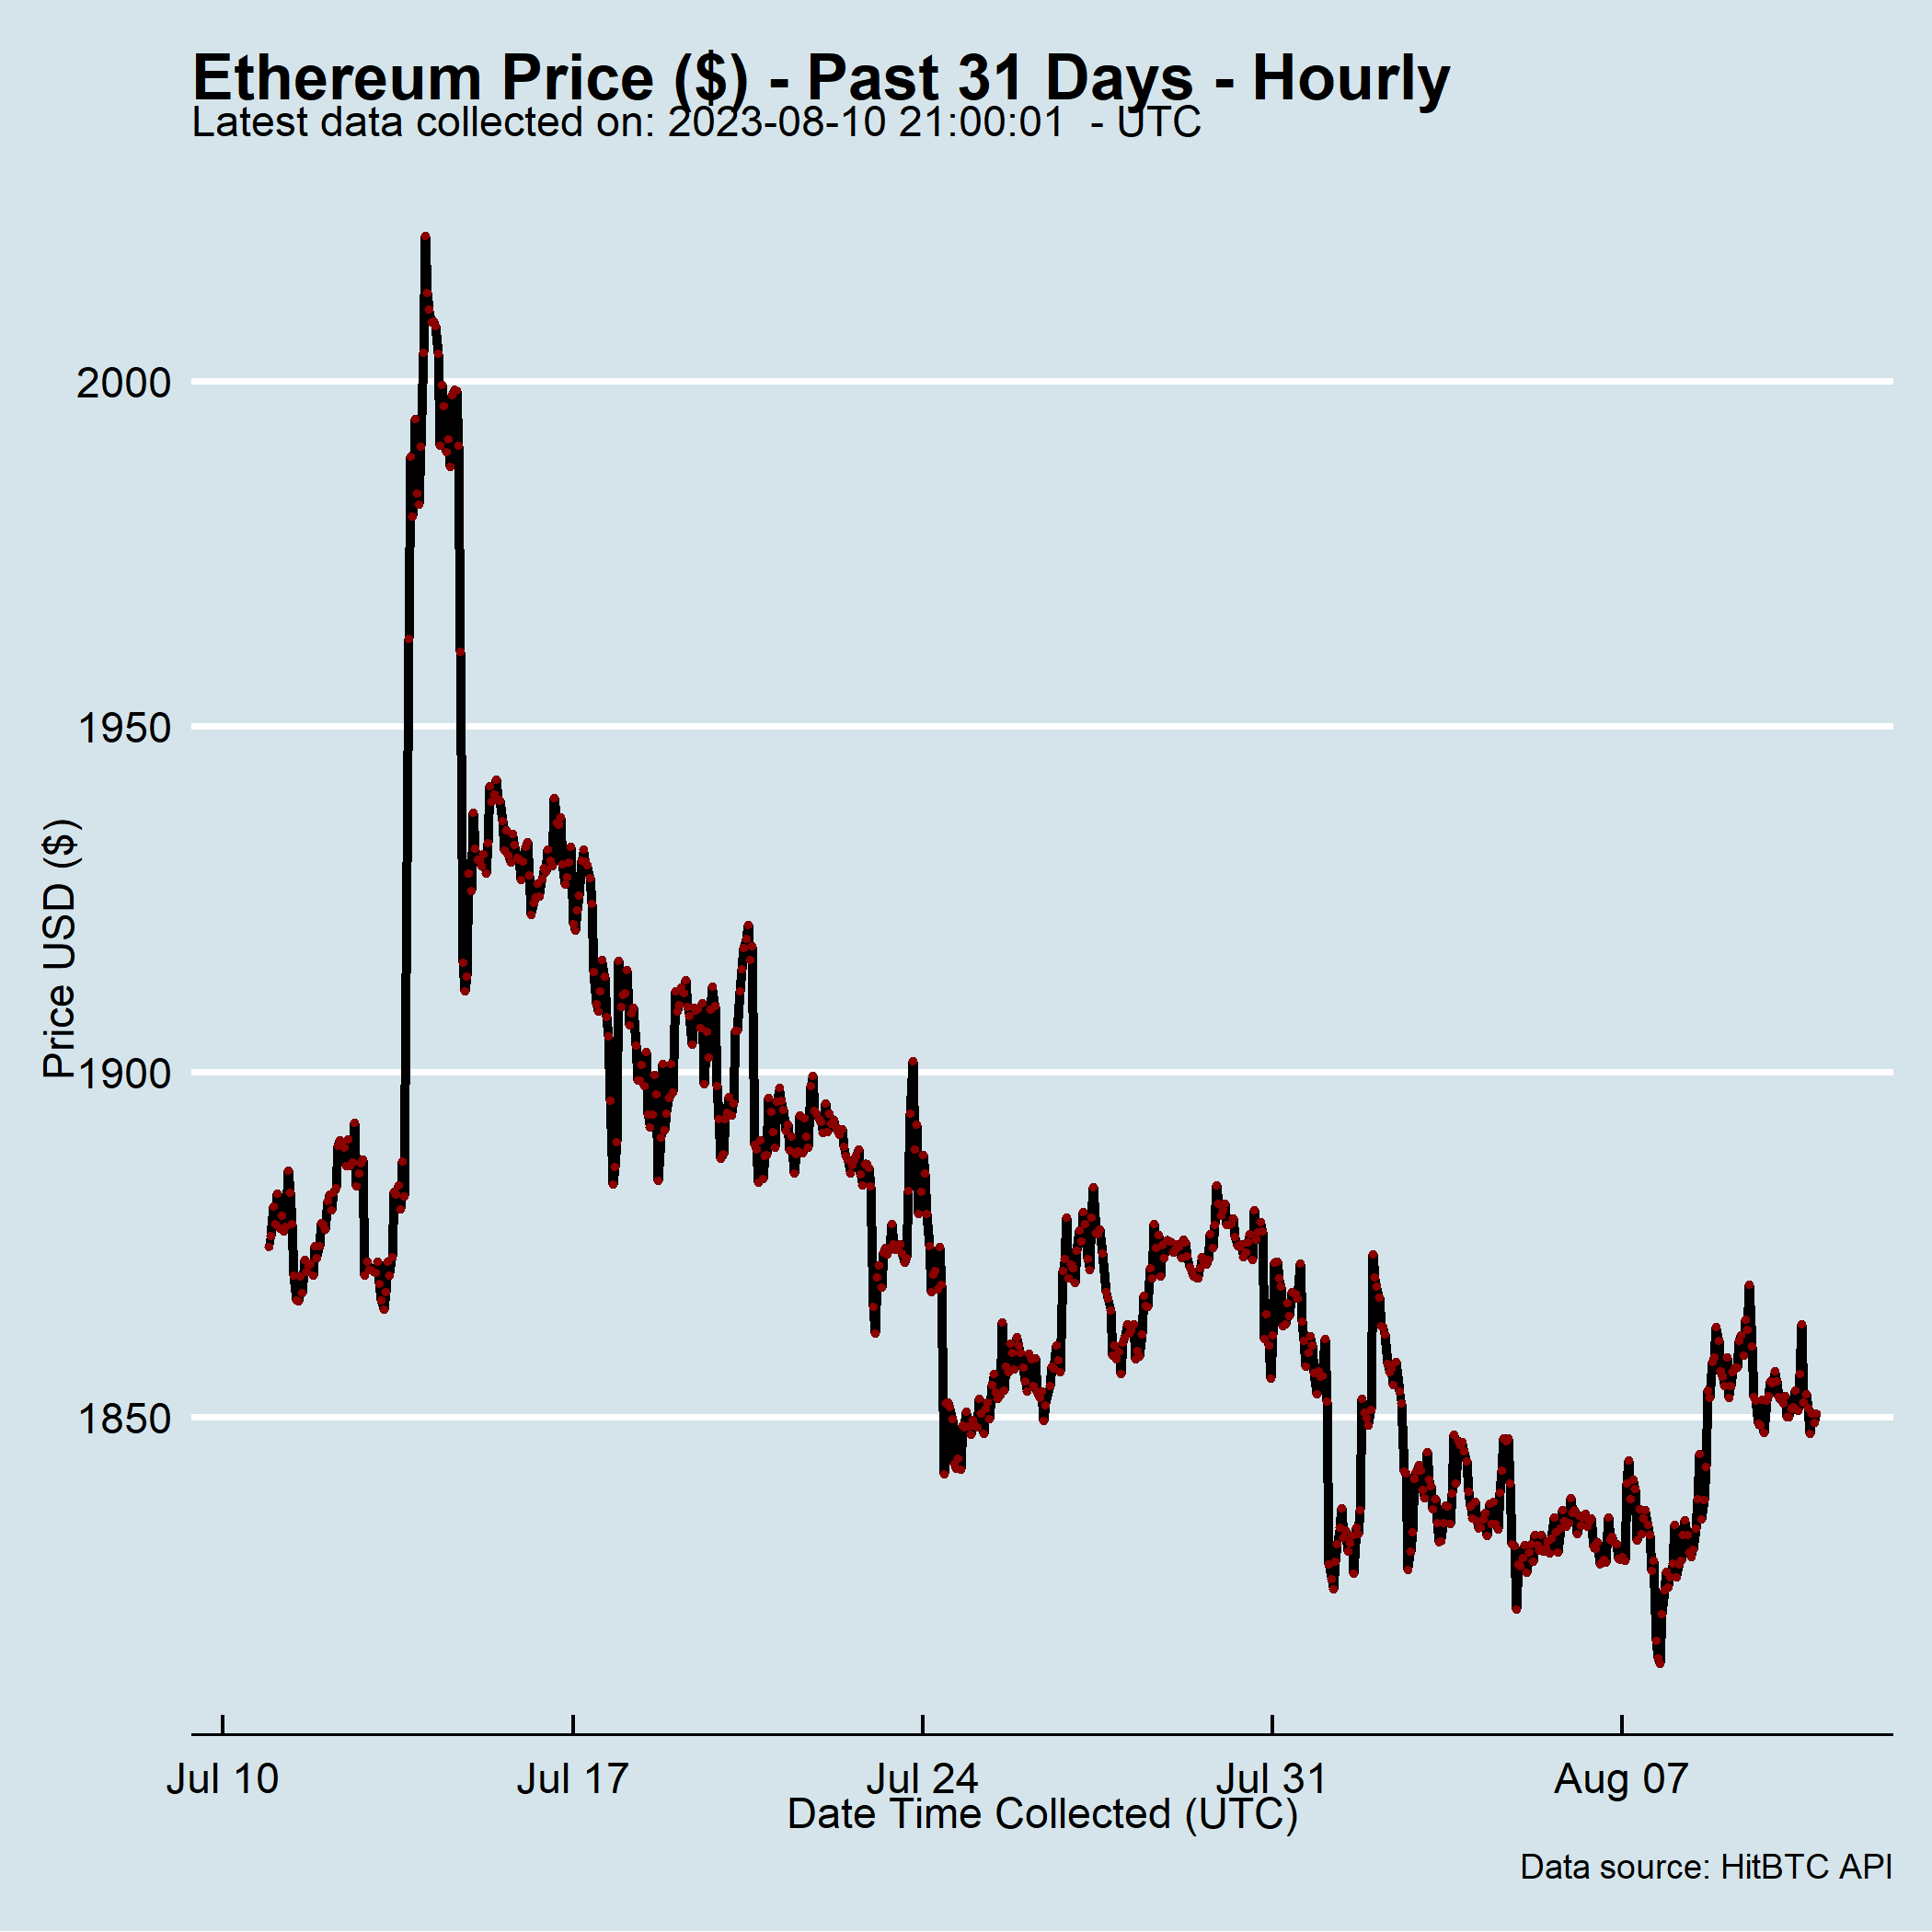 Ethereum Price ($) - Past 31 Days - Hourly
Latest data collected on: 2023-08-10 21:00:01  - UTC
Price USD ($)
2000
1950
1900
1850
Jul 10 Jul 17 Jul 24 Jul 31 Aug 07
Date Time Collected (UTC)
Data source: HitBTC API